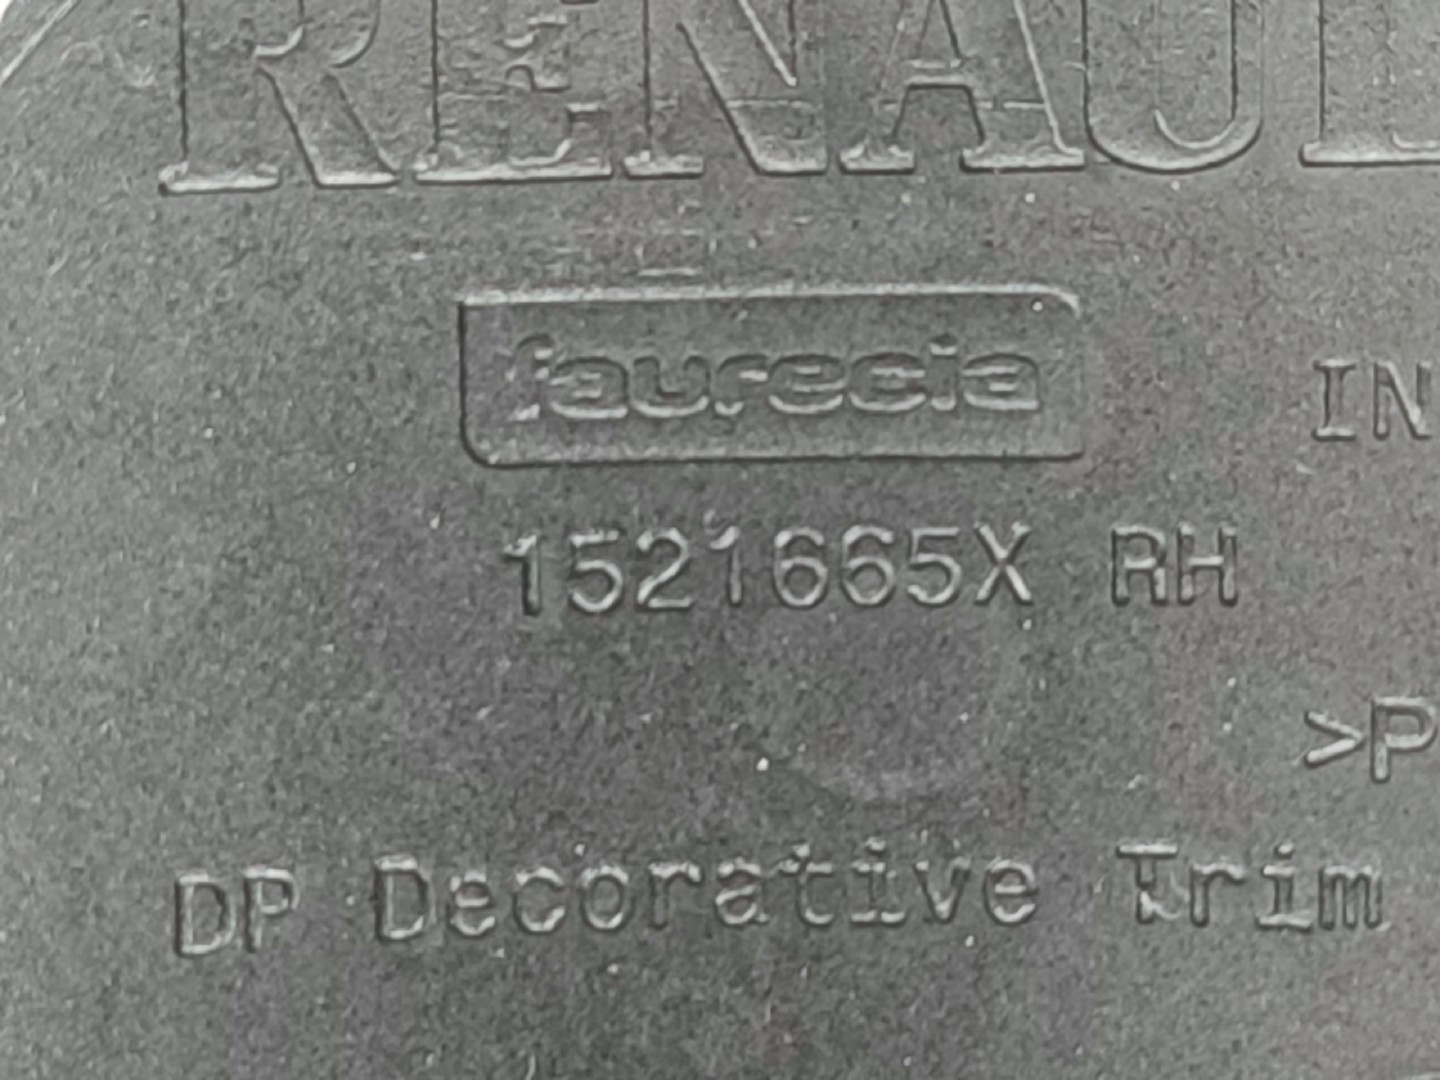 RENAUL
faurecia
IN
1521665X RH
>P
DP Decorative Trim